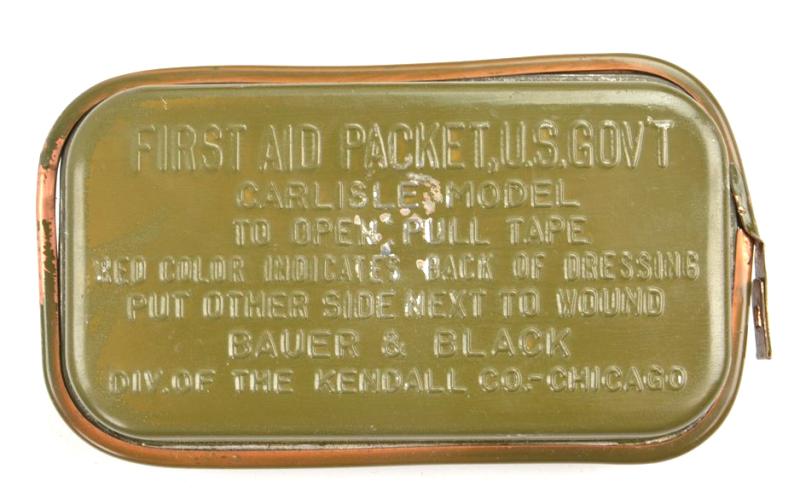 FIRST AID PACKET, U.S. GOV'T
CARLISLE MODEL
TO OPEN PULL TAPE
RED COLOR INDICATES BACK OF DRESSING
PUT OTHER SIDE NEXT TO WOUND
BAUER & BLACK
DIV. OF THE KENDALL CO.-CHICAGO